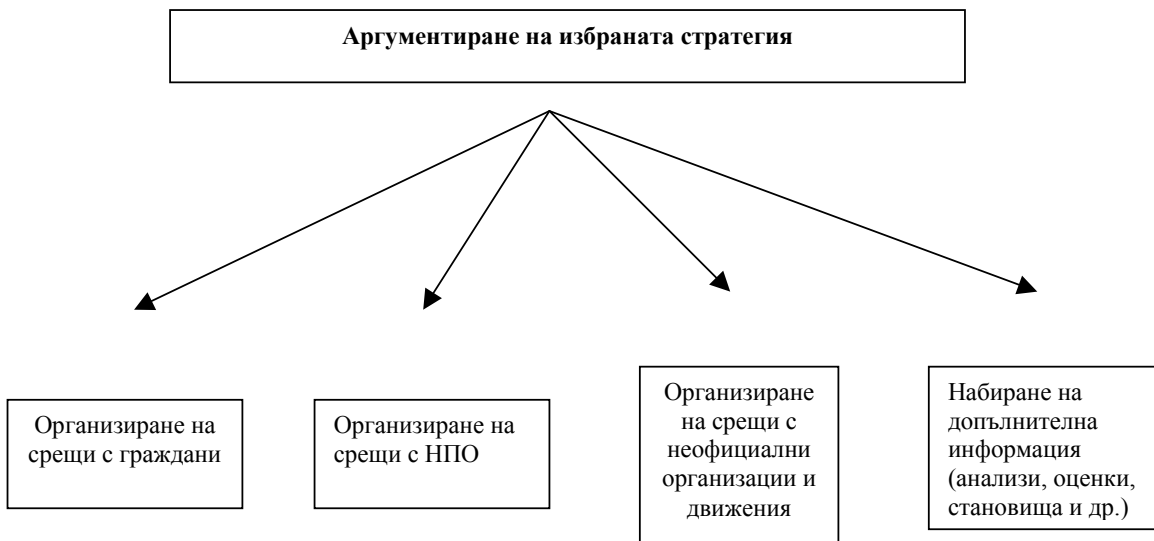 Аргументиране на избраната стратегия
Организиране на
срещи с граждани
Организиране на
срещи с НПО
Организиране
на срещи с
неофициални
организации и
движения
Набиране на
допълнителна
информация
(анализи, оценки,
становища и др.)